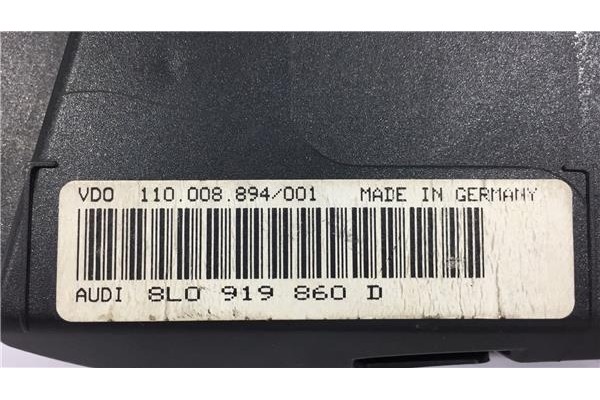 VDO 110.008.894/001 MADE IN GERMANY
AUDI 8L0 919 860 D